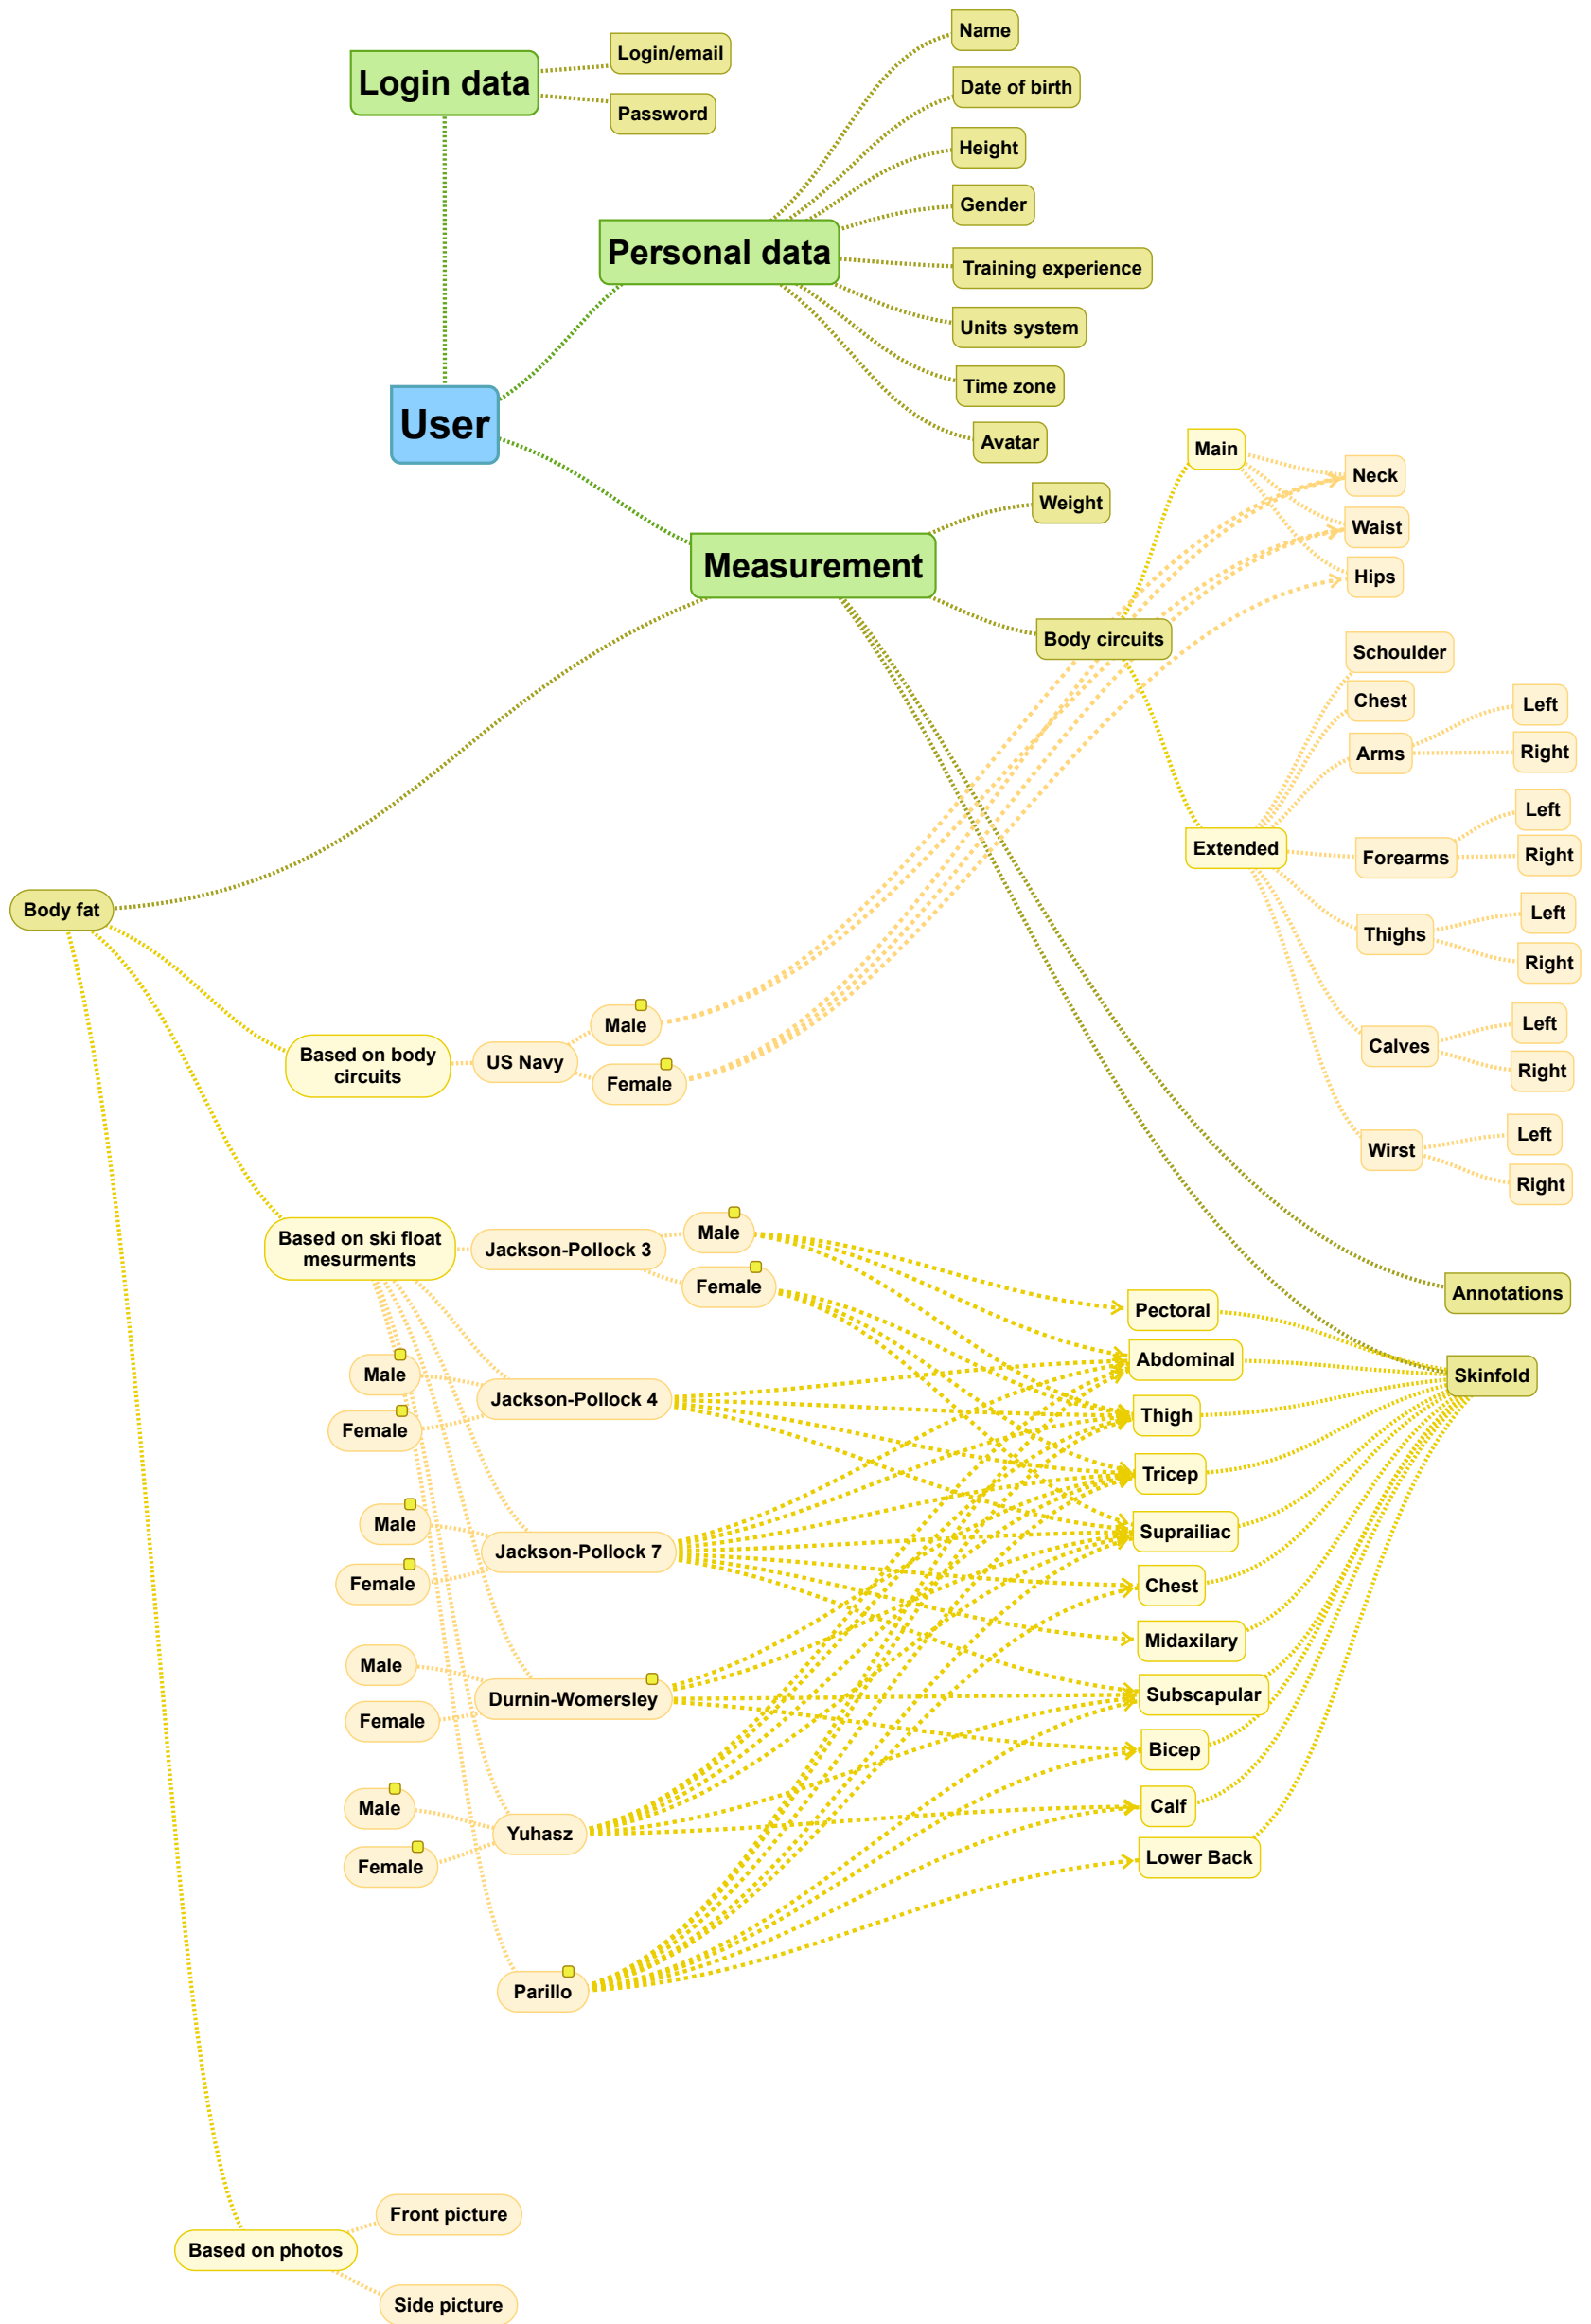 Name
Login/email
Login data
Date of birth
Password
Height
Gender
Personal data
Training experience
Units system
Time zone
User
Avatar
Main
Neck
Weight
Waist
Measurement
Hips
Body circuits
Schoulder
Chest
Left
Arms
Right
Left
Extended
Forearms
Right
Body fat
Left
Thighs
Right
Male
Left
Based on body
circuits
US Navy
Calves
Female
Right
Left
Wirst
Right
Male
Based on ski float
mesurments
Jackson-Pollock 3
Female
Annotations
Pectoral
Male
Abdominal
Skinfold
Jackson-Pollock 4
Female
Thigh
Tricep
Male
Suprailiac
Jackson-Pollock 7
Female
Chest
Midaxilary
Male
Durnin-Womersley
Subscapular
Female
Bicep
Male
Calf
Yuhasz
Female
Lower Back
Parillo
Front picture
Based on photos
Side picture